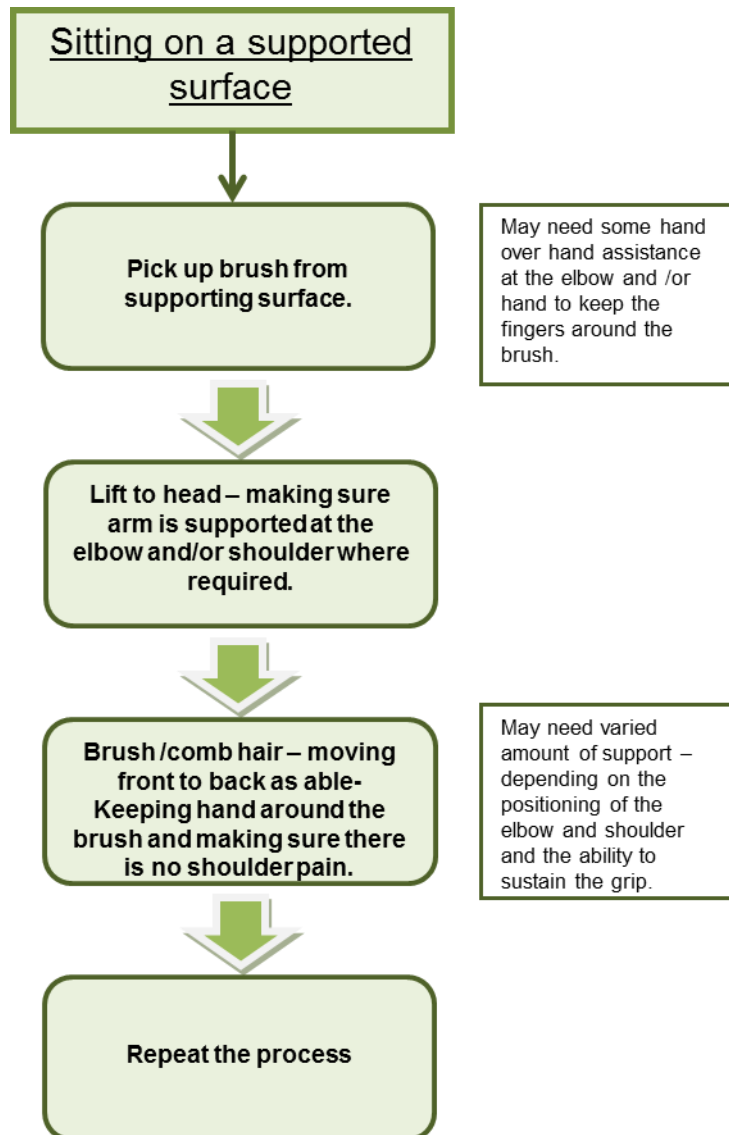 Sitting on a supported
surface
Pick up brush from
supporting surface.
May need some hand
over hand assistance
at the elbow and /or
hand to keep the
fingers around the
brush.
Lift to head – making sure
arm is supported at the
elbow and/or shoulder where
required.
Brush /comb hair – moving
front to back as able-
Keeping hand around the
brush and making sure there
is no shoulder pain.
May need varied
amount of support –
depending on the
positioning of the
elbow and shoulder
and the ability to
sustain the grip.
Repeat the process